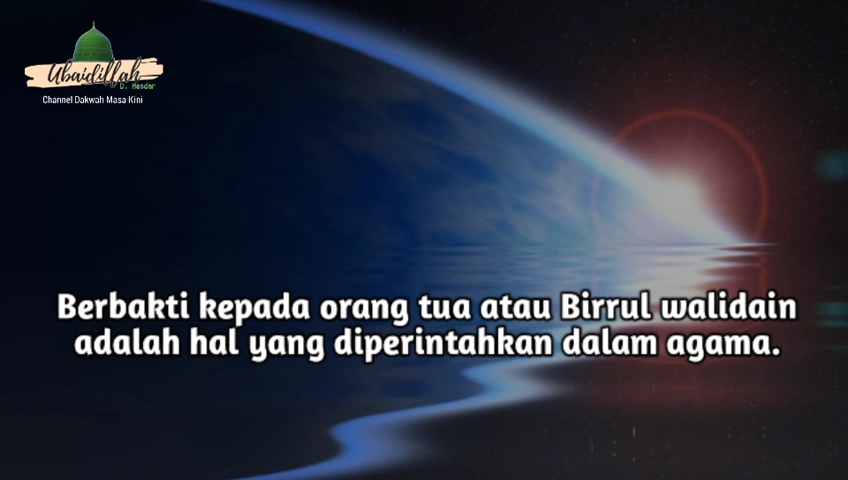 Ubaidillah
D. Mendar
Channel Dakwah Masa Kini
Berbakti kepada orang tua atau Birrul walidain
adalah hal yang diperintahkan dalam agama.